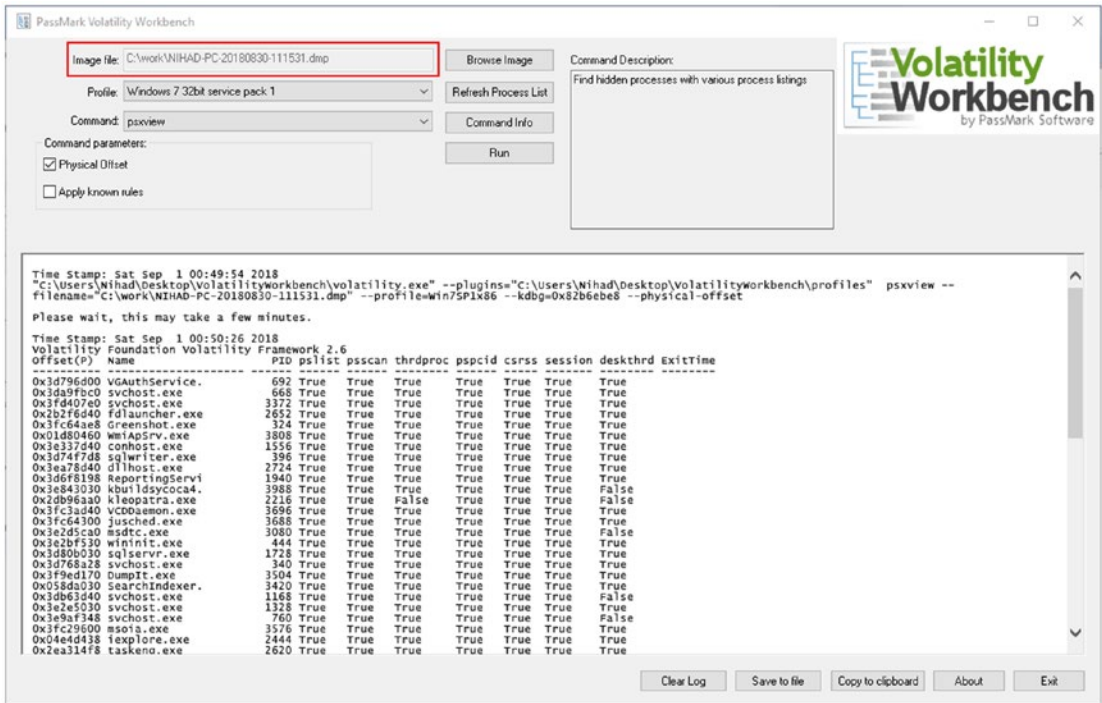 PassMark Volatility Workbench
Image file: C:\work\NIHAD-PC-20180830-111531.dmp
Browse Image
Command Description:
Find hidden processes with various process listings
Volatility
Workbench
by PassMark Software
Profile: Windows 7 32bit service pack 1
Refresh Process List
Command: psxview
Command Info
Run
Command parameters:
Physical Offset
Apply known rules
Time Stamp: Sat Sep  1 00:49:54 2018
"C:\Users\Nihad\Desktop\VolatilityWorkbench\volatility.exe" --plugins="C:\Users\Nihad\Desktop\VolatilityWorkbench\profiles"  psxview --
filename="C:\work\NIHAD-PC-20180830-111531.dmp" --profile=Win7SP1x86 --kdbg=0x82b6ebe8 --physical-offset
Please wait, this may take a few minutes.
Time Stamp: Sat Sep  1 00:50:26 2018
Volatility Foundation Volatility Framework 2.6
Offset(P)  Name                    PID pslist psscan thrdproc pspcid csrss session deskthrd ExitTime
---------- -------------------- ------ ------ ------ -------- ------ ----- ------- -------- --------
0x3d796d00 VGAuthService.          692 True   True   True     True   True  True    True
0x3da9fbc0 svchost.exe             668 True   True   True     True   True  True    True
0x3fd407e0 svchost.exe            3372 True   True   True     True   True  True    True
0x2b2f6d40 fdlauncher.exe         2652 True   True   True     True   True  True    True
0x3fc64ae8 Greenshot.exe           324 True   True   True     True   True  True    True
0x01d80460 WmiApSrv.exe           3808 True   True   True     True   True  True    True
0x3e337d40 conhost.exe            1556 True   True   True     True   True  True    True
0x3d74f7d8 sqlwriter.exe           396 True   True   True     True   True  True    True
0x3ea78d40 dllhost.exe            2724 True   True   True     True   True  True    True
0x3d6f8198 ReportingServi         1940 True   True   True     True   True  True    True
0x3e843030 kbuildsycoca4.         3988 True   True   True     True   True  True    False
0x2db96aa0 kleopatra.exe          2216 True   True   False    True   True  True    False
0x3fc3ad40 VCDDaemon.exe          3696 True   True   True     True   True  True    True
0x3fc64300 jusched.exe            3688 True   True   True     True   True  True    True
0x3e2d5ca0 msdtc.exe              3080 True   True   True     True   True  True    False
0x3e2bf530 wininit.exe             444 True   True   True     True   True  True    True
0x3d80b030 sqlservr.exe           1728 True   True   True     True   True  True    True
0x3d768a28 svchost.exe             340 True   True   True     True   True  True    True
0x3f9ed170 DumpIt.exe             3504 True   True   True     True   True  True    True
0x058da030 SearchIndexer.         3420 True   True   True     True   True  True    True
0x3db63d40 svchost.exe            1168 True   True   True     True   True  True    False
0x3e2e5030 svchost.exe            1328 True   True   True     True   True  True    True
0x3e9af348 svchost.exe             760 True   True   True     True   True  True    False
0x3fc29600 msoia.exe              3576 True   True   True     True   True  True    True
0x04e4d438 iexplore.exe           2444 True   True   True     True   True  True    True
0x2ea314f8 taskeng.exe            2620 True   True   True     True   True  True    True
Clear Log
Save to file
Copy to clipboard
About
Exit